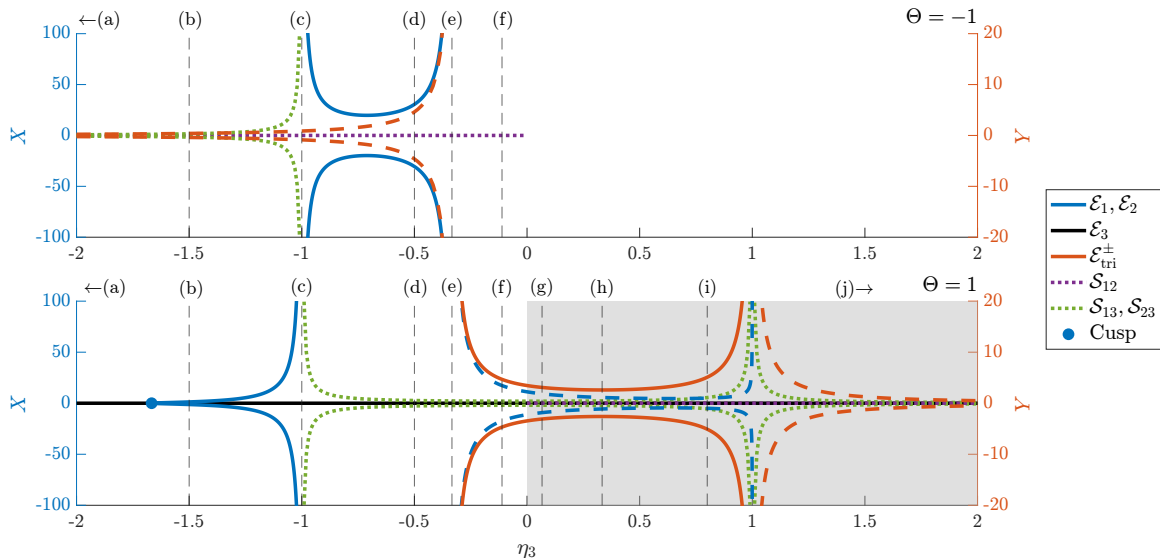 ←(a) (b) (c) (d) (e) (f) Θ = −1
100
50
0
-50
-100
X
20
10
0
-10
-20
Y
-2 -1.5 -1 -0.5 0 0.5 1 1.5 2
←(a) (b) (c) (d) (e) (f) (g) (h) (i) (j)→ Θ = 1
100
50
0
-50
-100
X
20
10
0
-10
-20
Y
-2 -1.5 -1 -0.5 0 0.5 1 1.5 2
η₃
ℰ₁, ℰ₂
ℰ₃
ℰ±tri
𝒮₁₂
𝒮₁₃, 𝒮₂₃
Cusp